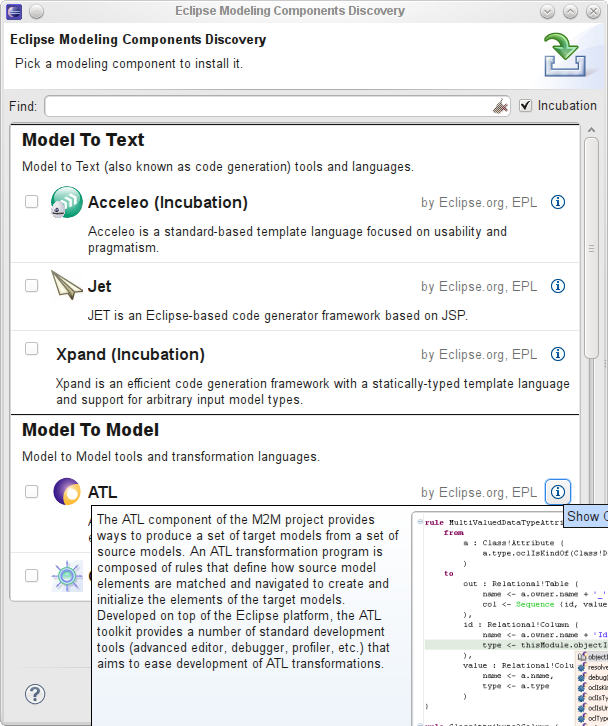 Eclipse Modeling Components Discovery
Eclipse Modeling Components Discovery
Pick a modeling component to install it.
Find:
Incubation
Model To Text
Model to Text (also known as code generation) tools and languages.
Acceleo (Incubation) by Eclipse.org, EPL
Acceleo is a standard-based template language focused on usability and
pragmatism.
Jet by Eclipse.org, EPL
JET is an Eclipse-based code generator framework based on JSP.
Xpand (Incubation) by Eclipse.org, EPL
Xpand is an efficient code generation framework with a statically-typed template language
and support for arbitrary input model types.
Model To Model
Model to Model tools and transformation languages.
ATL by Eclipse.org, EPL
Show
The ATL component of the M2M project provides
ways to produce a set of target models from a set of
source models. An ATL transformation program is
composed of rules that define how source model
elements are matched and navigated to create and
initialize the elements of the target models.
Developed on top of the Eclipse platform, the ATL
toolkit provides a number of standard development
tools (advanced editor, debugger, profiler, etc.) that
aims to ease development of ATL transformations.
rule MultiValuedDataTypeAttri
from
a : Class!Attribute (
a.type.oclIsKindOf(Class!D
)
to
out : Relational!Table (
name <- a.owner.name + '_'
col <- Sequence {id, value
),
id : Relational!Column (
name <- a.owner.name + 'Id
type <- thisModule.objectI
),
value : Relational!Colum
name <- a.name,
type <- a.type
)
}
objectI
resolve
debug(
oclIsKi
oclIsTy
oclIsU
oclTyp